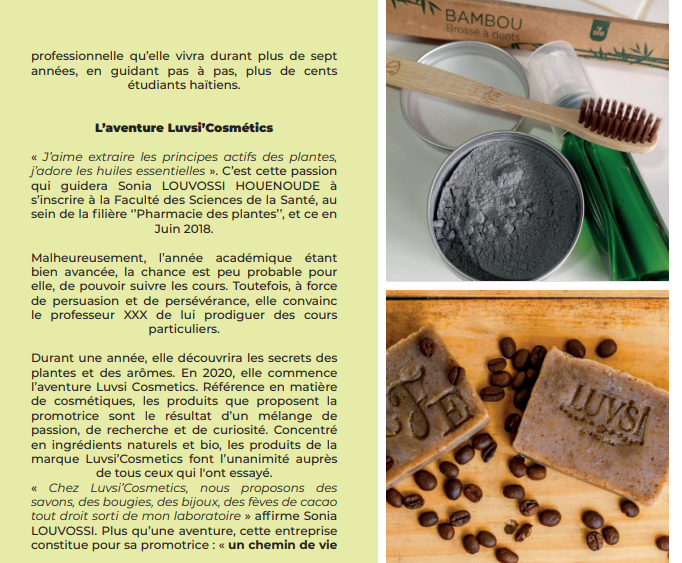 professionnelle qu'elle vivra durant plus de sept
années, en guidant pas à pas, plus de cents
étudiants haïtiens.
L'aventure Luvsi'Cosmétics
« J'aime extraire les principes actifs des plantes,
j'adore les huiles essentielles ». C'est cette passion
qui guidera Sonia LOUVOSSI HOUENOUDE à
s'inscrire à la Faculté des Sciences de la Santé, au
sein de la filière ‘’Pharmacie des plantes’’, et ce en
Juin 2018.
Malheureusement, l'année académique étant
bien avancée, la chance est peu probable pour
elle, de pouvoir suivre les cours. Toutefois, à force
de persuasion et de persévérance, elle convainc
le professeur XXX de lui prodiguer des cours
particuliers.
Durant une année, elle découvrira les secrets des
plantes et des arômes. En 2020, elle commence
l'aventure Luvsi Cosmetics. Référence en matière
de cosmétiques, les produits que proposent la
promotrice sont le résultat d'un mélange de
passion, de recherche et de curiosité. Concentré
en ingrédients naturels et bio, les produits de la
marque Luvsi'Cosmetics font l'unanimité auprès
de tous ceux qui l'ont essayé.
« Chez Luvsi'Cosmetics, nous proposons des
savons, des bougies, des bijoux, des fèves de cacao
tout droit sorti de mon laboratoire » affirme Sonia
LOUVOSSI. Plus qu'une aventure, cette entreprise
constitue pour sa promotrice : « un chemin de vie
BAMBOU
Brosse à dents
LUVSI